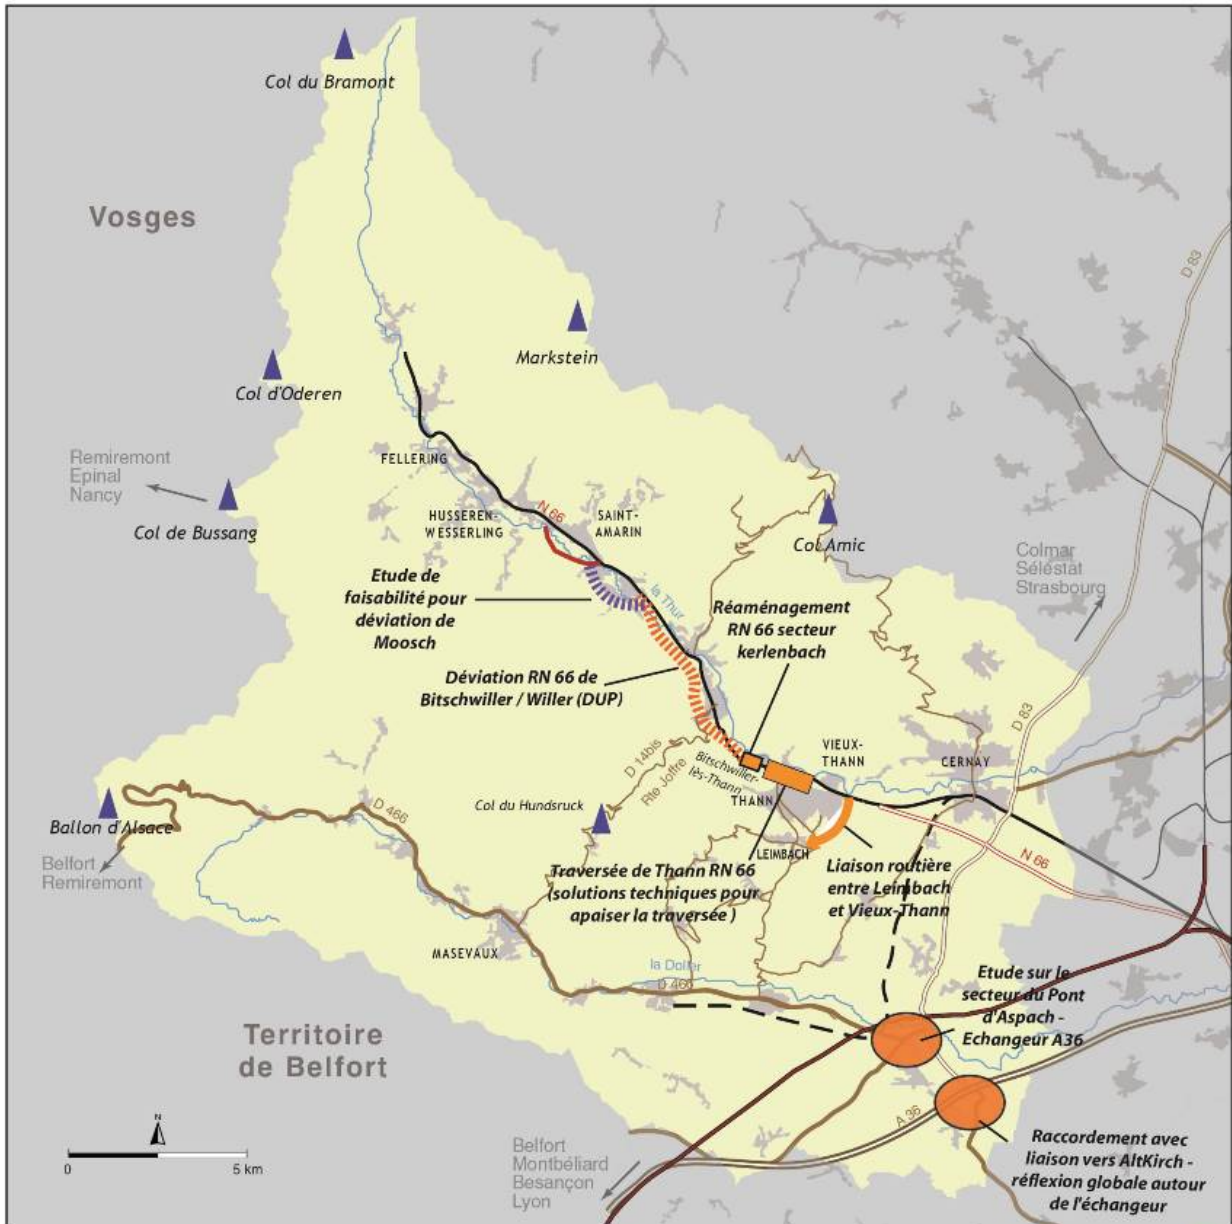 Col du Bramont
Vosges
D 83
Markstein
Col d'Oderen
Remiremont
Epinal
Nancy
FELLERING
Col de Bussang
HUSSEREN-
WESSERLING
N 66
SAINT-
AMARIN
Col Amic
Colmar
Séléstat
Strasbourg
Etude de
faisabilité pour
déviation de
Moosch
la Thur
Réaménagement
RN 66 secteur
kerlenbach
Déviation RN 66 de
Bitschwiller / Willer (DUP)
D 83
D 14bis
Rte Joffre
Bitschwiller-
lès-Thann
VIEUX-
THANN
CERNAY
THANN
Col du Hundsruck
D 466
Ballon d'Alsace
Belfort
Remiremont
LEIMBACH
N 66
Traversée de Thann RN 66
(solutions techniques pour
apaiser la traversée )
Liaison routière
entre Leimbach
et Vieux-Thann
MASEVAUX
la Doller
D 466
Etude sur le
secteur du Pont
d'Aspach -
Echangeur A36
Territoire
de Belfort
A 36
N
0 5 km
Belfort
Montbéliard
Besançon
Lyon
Raccordement avec
liaison vers AltKirch -
réflexion globale autour
de l'échangeur